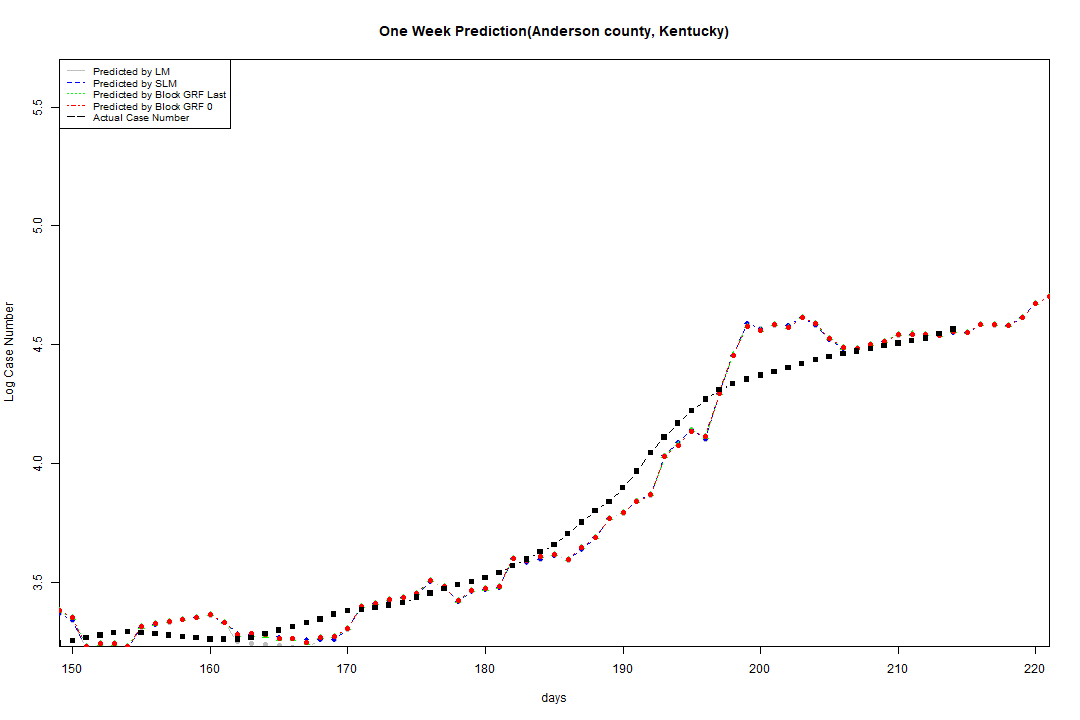 One Week Prediction(Anderson county, Kentucky)
Predicted by LM
Predicted by SLM
Predicted by Block GRF Last
Predicted by Block GRF 0
Actual Case Number
5.5
5.0
4.5
4.0
3.5
Log Case Number
150 160 170 180 190 200 210 220
days